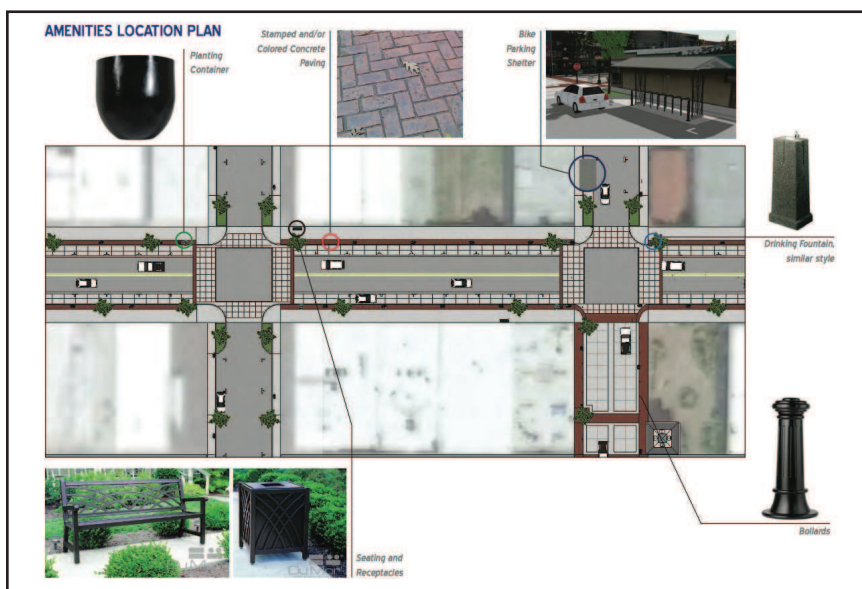 AMENITIES LOCATION PLAN
Planting
Container
Stamped and/or
Colored Concrete
Paving
Bike
Parking
Shelter
Drinking Fountain,
similar style
Bollards
Seating and
Receptacles
DuMor